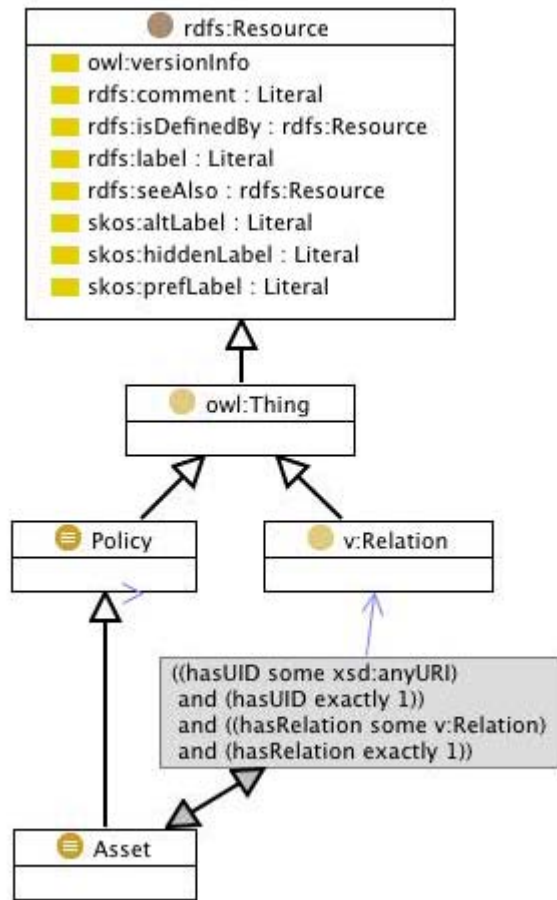 rdfs:Resource
owl:versionInfo
rdfs:comment : Literal
rdfs:isDefinedBy : rdfs:Resource
rdfs:label : Literal
rdfs:seeAlso : rdfs:Resource
skos:altLabel : Literal
skos:hiddenLabel : Literal
skos:prefLabel : Literal
owl:Thing
Policy
v:Relation
((hasUID some xsd:anyURI)
and (hasUID exactly 1))
and ((hasRelation some v:Relation)
and (hasRelation exactly 1))
Asset